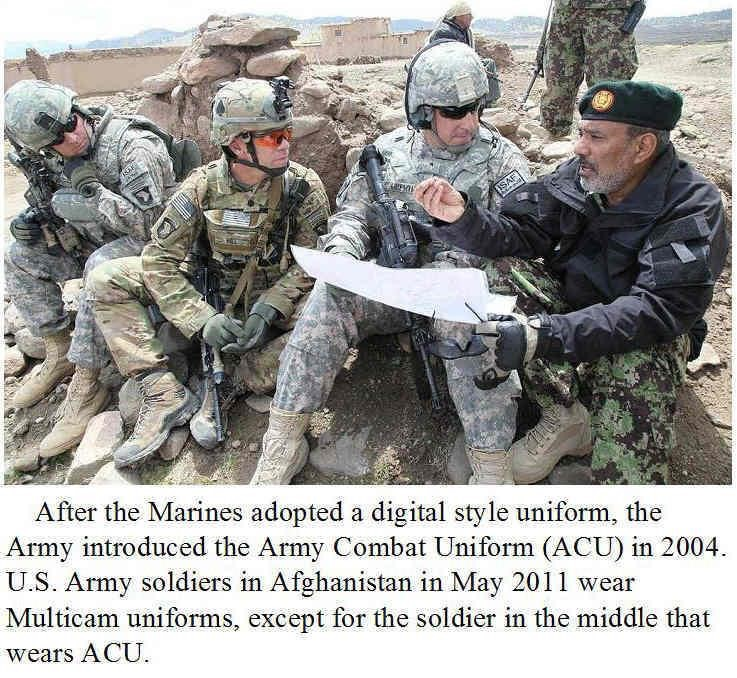 ISAF
After the Marines adopted a digital style uniform, the
Army introduced the Army Combat Uniform (ACU) in 2004.
U.S. Army soldiers in Afghanistan in May 2011 wear
Multicam uniforms, except for the soldier in the middle that
wears ACU.